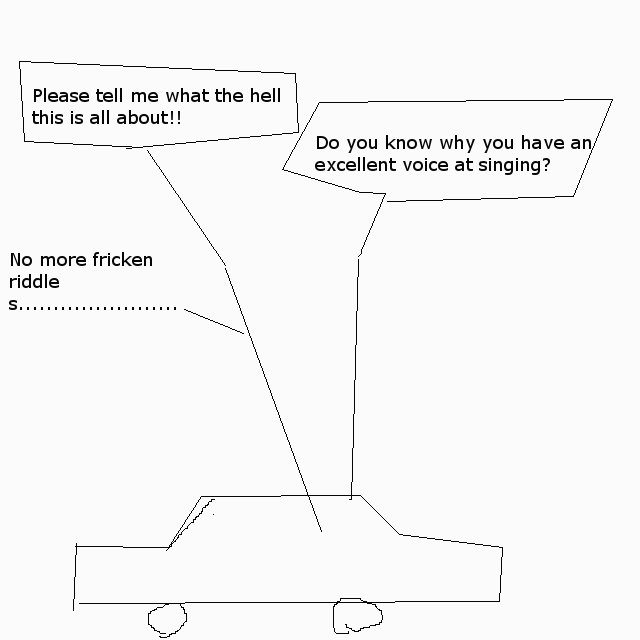 Please tell me what the hell
this is all about!!
Do you know why you have an
excellent voice at singing?
No more fricken
riddle
s.......................